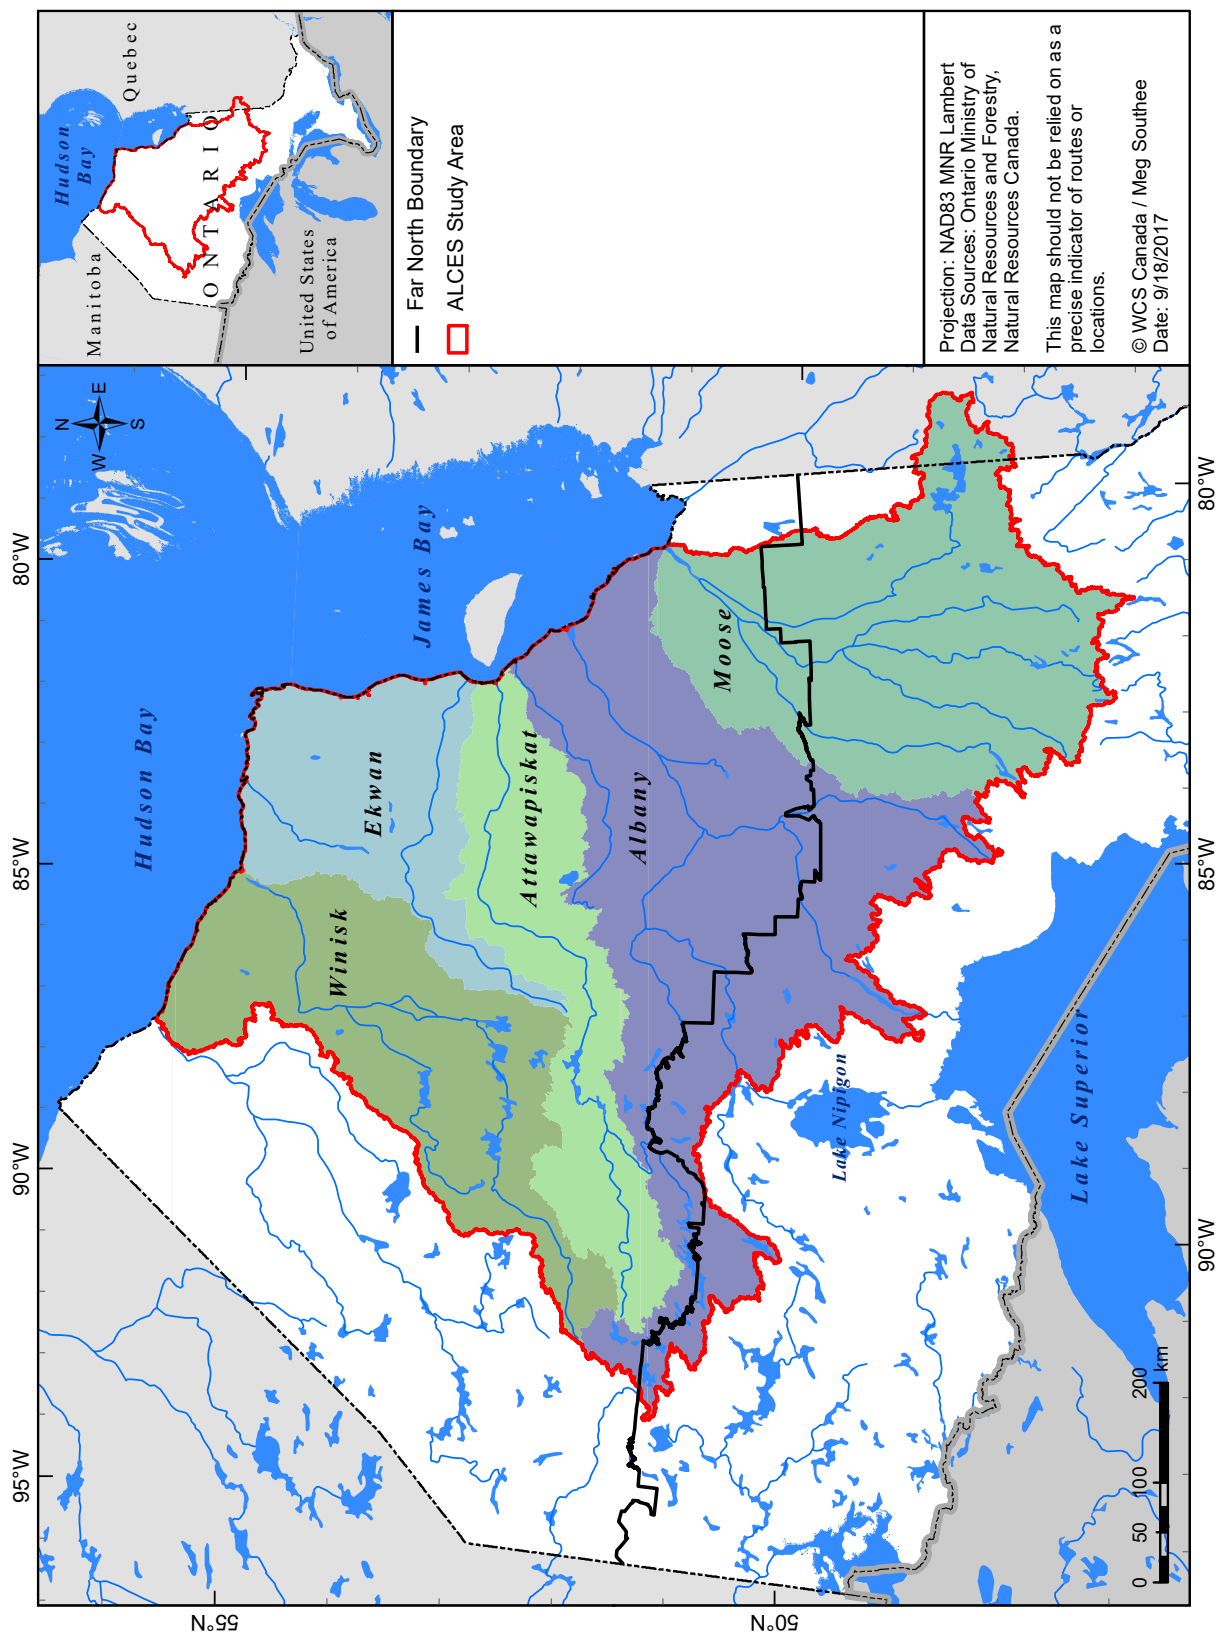 80°W
85°W
90°W
95°W
55°N
50°N
80°W
85°W
90°W
N
W
E
S
Hudson Bay
James Bay
Winisk
Ekwan
Attawapiskat
Albany
Moose
Lake Nipigon
Lake Superior
0
50
100
200
km
Hudson
Bay
Quebec
Manitoba
ONTARIO
United States
of America
Far North Boundary
ALCES Study Area
Projection: NAD83 MNR Lambert
Data Sources: Ontario Ministry of
Natural Resources and Forestry,
Natural Resources Canada.
This map should not be relied on as a
precise indicator of routes or
locations.
© WCS Canada / Meg Southee
Date: 9/18/2017